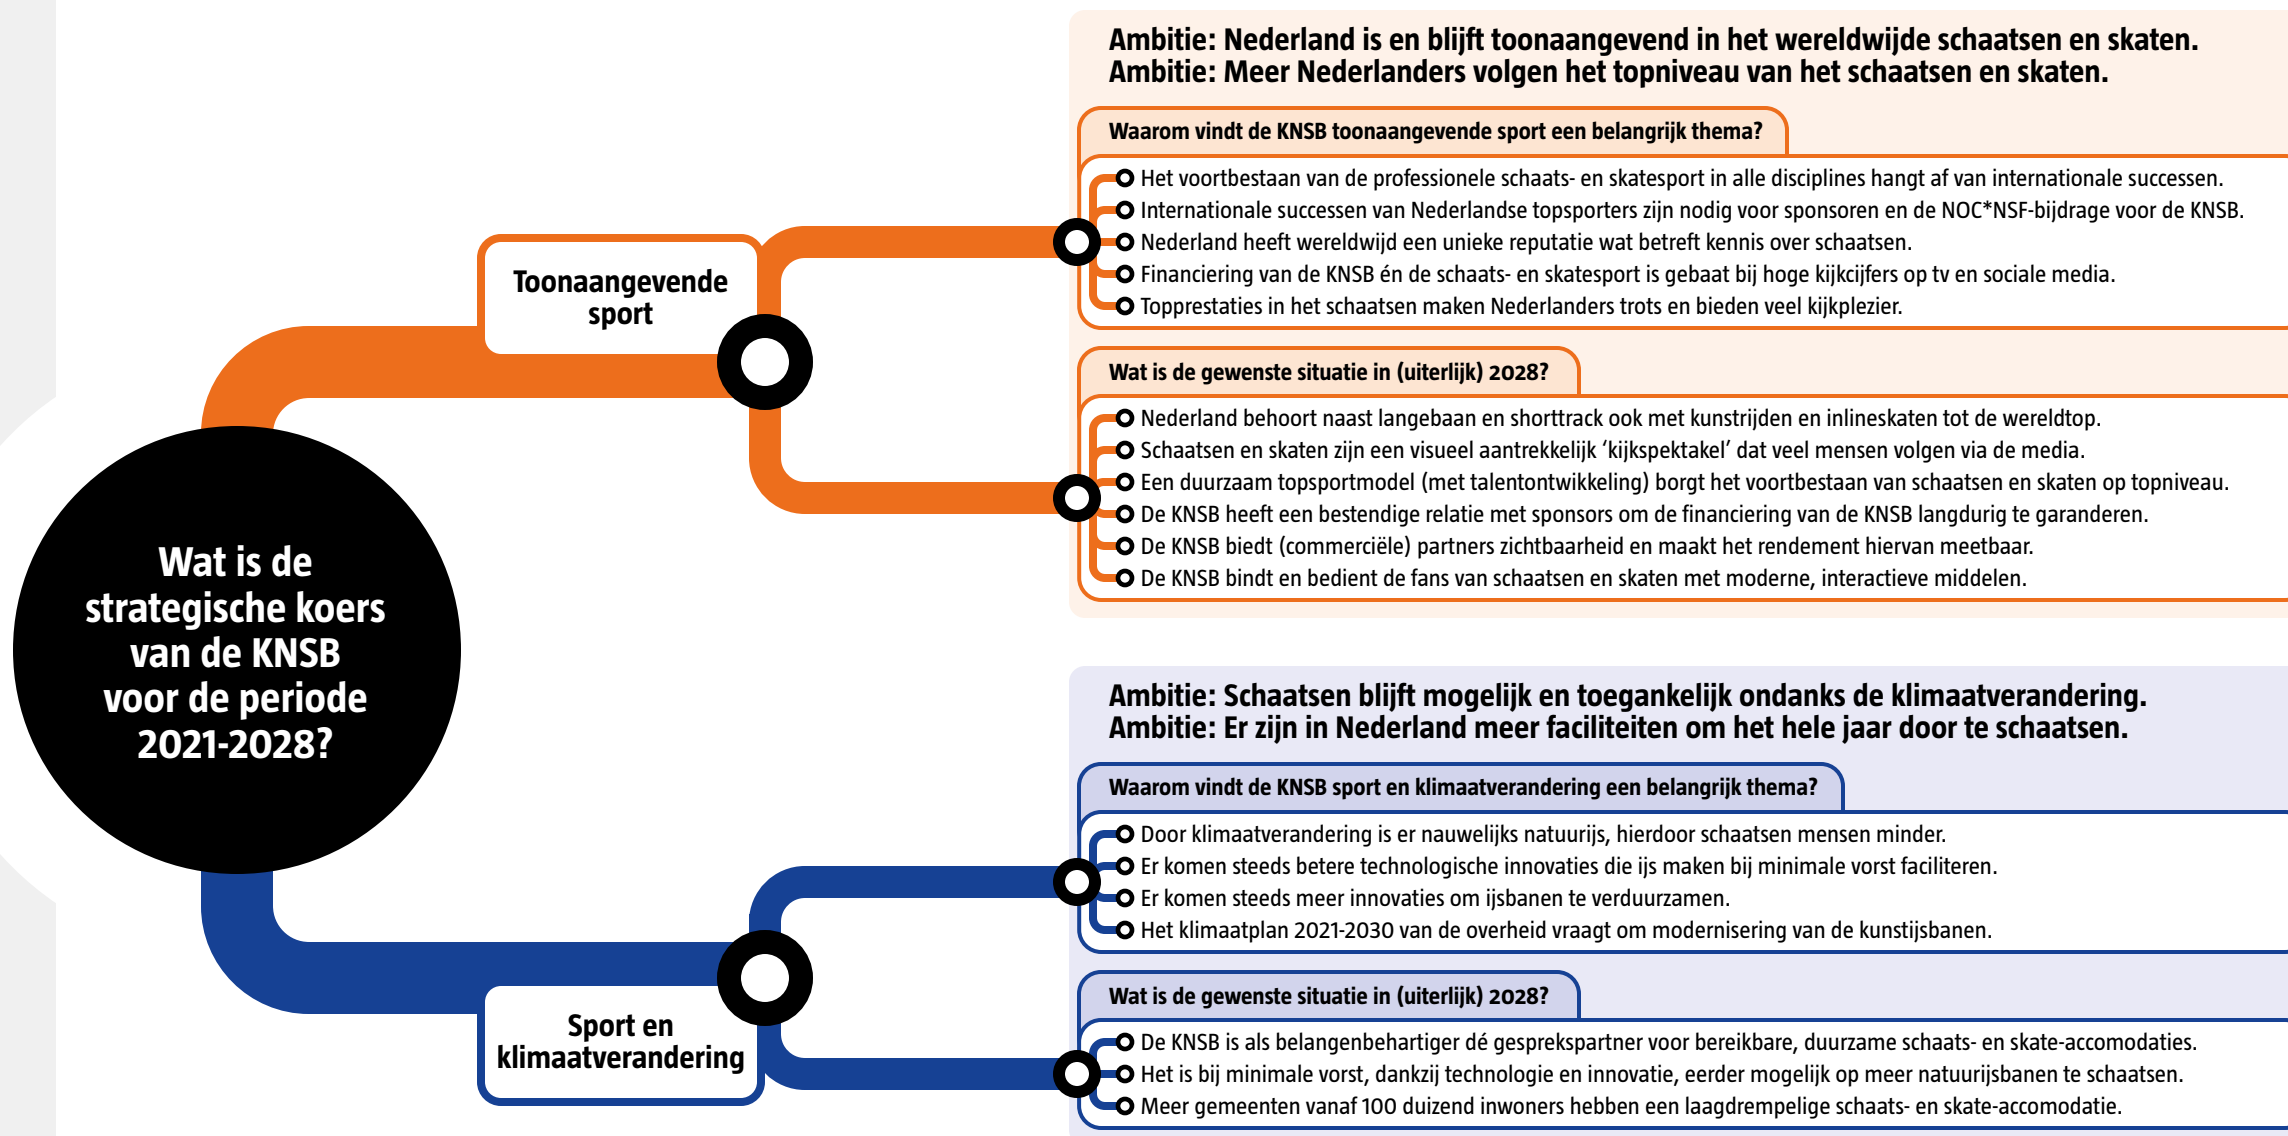 Wat is de
strategische koers
van de KNSB
voor de periode
2021-2028?
Toonaangevende
sport
Ambitie: Nederland is en blijft toonaangevend in het wereldwijde schaatsen en skaten.
Ambitie: Meer Nederlanders volgen het topniveau van het schaatsen en skaten.
Waarom vindt de KNSB toonaangevende sport een belangrijk thema?
Het voortbestaan van de professionele schaats- en skatesport in alle disciplines hangt af van internationale successen.
Internationale successen van Nederlandse topsporters zijn nodig voor sponsoren en de NOC*NSF-bijdrage voor de KNSB.
Nederland heeft wereldwijd een unieke reputatie wat betreft kennis over schaatsen.
Financiering van de KNSB én de schaats- en skatesport is gebaat bij hoge kijkcijfers op tv en sociale media.
Topprestaties in het schaatsen maken Nederlanders trots en bieden veel kijkplezier.
Wat is de gewenste situatie in (uiterlijk) 2028?
Nederland behoort naast langebaan en shorttrack ook met kunstrijden en inlineskaten tot de wereldtop.
Schaatsen en skaten zijn een visueel aantrekkelijk ‘kijkspektakel’ dat veel mensen volgen via de media.
Een duurzaam topsportmodel (met talentontwikkeling) borgt het voortbestaan van schaatsen en skaten op topniveau.
De KNSB heeft een bestendige relatie met sponsors om de financiering van de KNSB langdurig te garanderen.
De KNSB biedt (commerciële) partners zichtbaarheid en maakt het rendement hiervan meetbaar.
De KNSB bindt en bedient de fans van schaatsen en skaten met moderne, interactieve middelen.
Sport en
klimaatverandering
Ambitie: Schaatsen blijft mogelijk en toegankelijk ondanks de klimaatverandering.
Ambitie: Er zijn in Nederland meer faciliteiten om het hele jaar door te schaatsen.
Waarom vindt de KNSB sport en klimaatverandering een belangrijk thema?
Door klimaatverandering is er nauwelijks natuurijs, hierdoor schaatsen mensen minder.
Er komen steeds betere technologische innovaties die ijs maken bij minimale vorst faciliteren.
Er komen steeds meer innovaties om ijsbanen te verduurzamen.
Het klimaatplan 2021-2030 van de overheid vraagt om modernisering van de kunstijsbanen.
Wat is de gewenste situatie in (uiterlijk) 2028?
De KNSB is als belangenbehartiger dé gesprekspartner voor bereikbare, duurzame schaats- en skate-accomodaties.
Het is bij minimale vorst, dankzij technologie en innovatie, eerder mogelijk op meer natuurijsbanen te schaatsen.
Meer gemeenten vanaf 100 duizend inwoners hebben een laagdrempelige schaats- en skate-accomodatie.